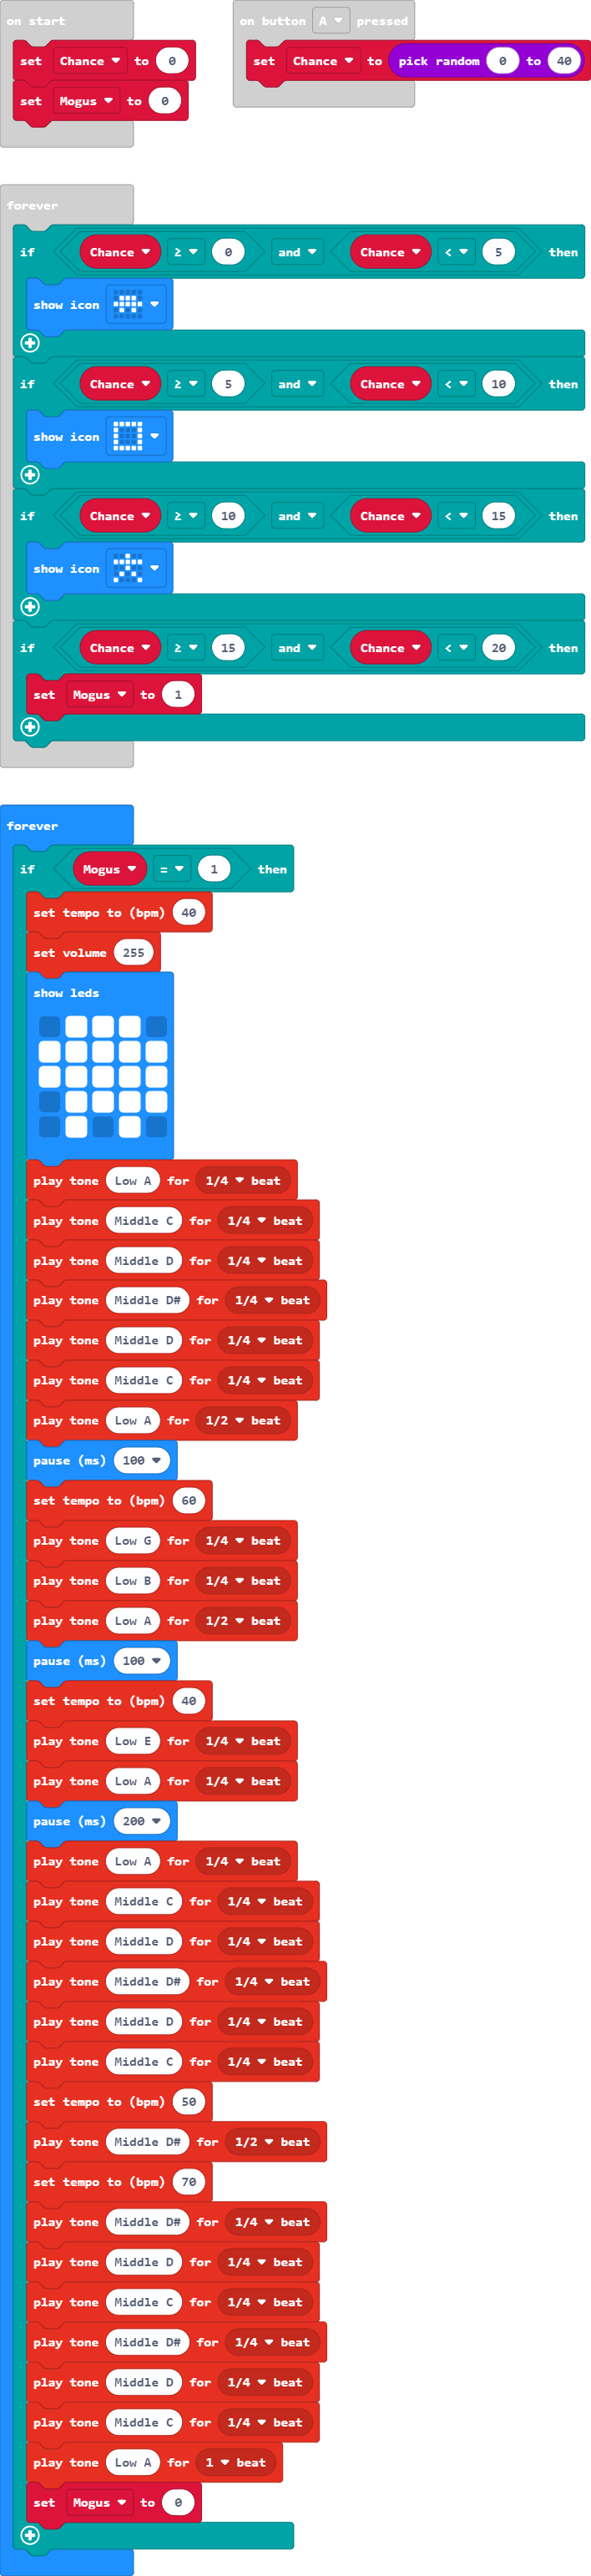 on start
set Chance to 0
set Mogus to 0
on button A pressed
set Chance to pick random 0 to 40
forever
if Chance ≥ 0 and Chance < 5 then
show icon
if Chance ≥ 5 and Chance < 10 then
show icon
if Chance ≥ 10 and Chance < 15 then
show icon
if Chance ≥ 15 and Chance < 20 then
set Mogus to 1
forever
if Mogus = 1 then
set tempo to (bpm) 40
set volume 255
show leds
play tone Low A for 1/4 beat
play tone Middle C for 1/4 beat
play tone Middle D for 1/4 beat
play tone Middle D# for 1/4 beat
play tone Middle D for 1/4 beat
play tone Middle C for 1/4 beat
play tone Low A for 1/2 beat
pause (ms) 100
set tempo to (bpm) 60
play tone Low G for 1/4 beat
play tone Low B for 1/4 beat
play tone Low A for 1/2 beat
pause (ms) 100
set tempo to (bpm) 40
play tone Low E for 1/4 beat
play tone Low A for 1/4 beat
pause (ms) 200
play tone Low A for 1/4 beat
play tone Middle C for 1/4 beat
play tone Middle D for 1/4 beat
play tone Middle D# for 1/4 beat
play tone Middle D for 1/4 beat
play tone Middle C for 1/4 beat
set tempo to (bpm) 50
play tone Middle D# for 1/2 beat
set tempo to (bpm) 70
play tone Middle D# for 1/4 beat
play tone Middle D for 1/4 beat
play tone Middle C for 1/4 beat
play tone Middle D# for 1/4 beat
play tone Middle D for 1/4 beat
play tone Middle C for 1/4 beat
play tone Low A for 1 beat
set Mogus to 0